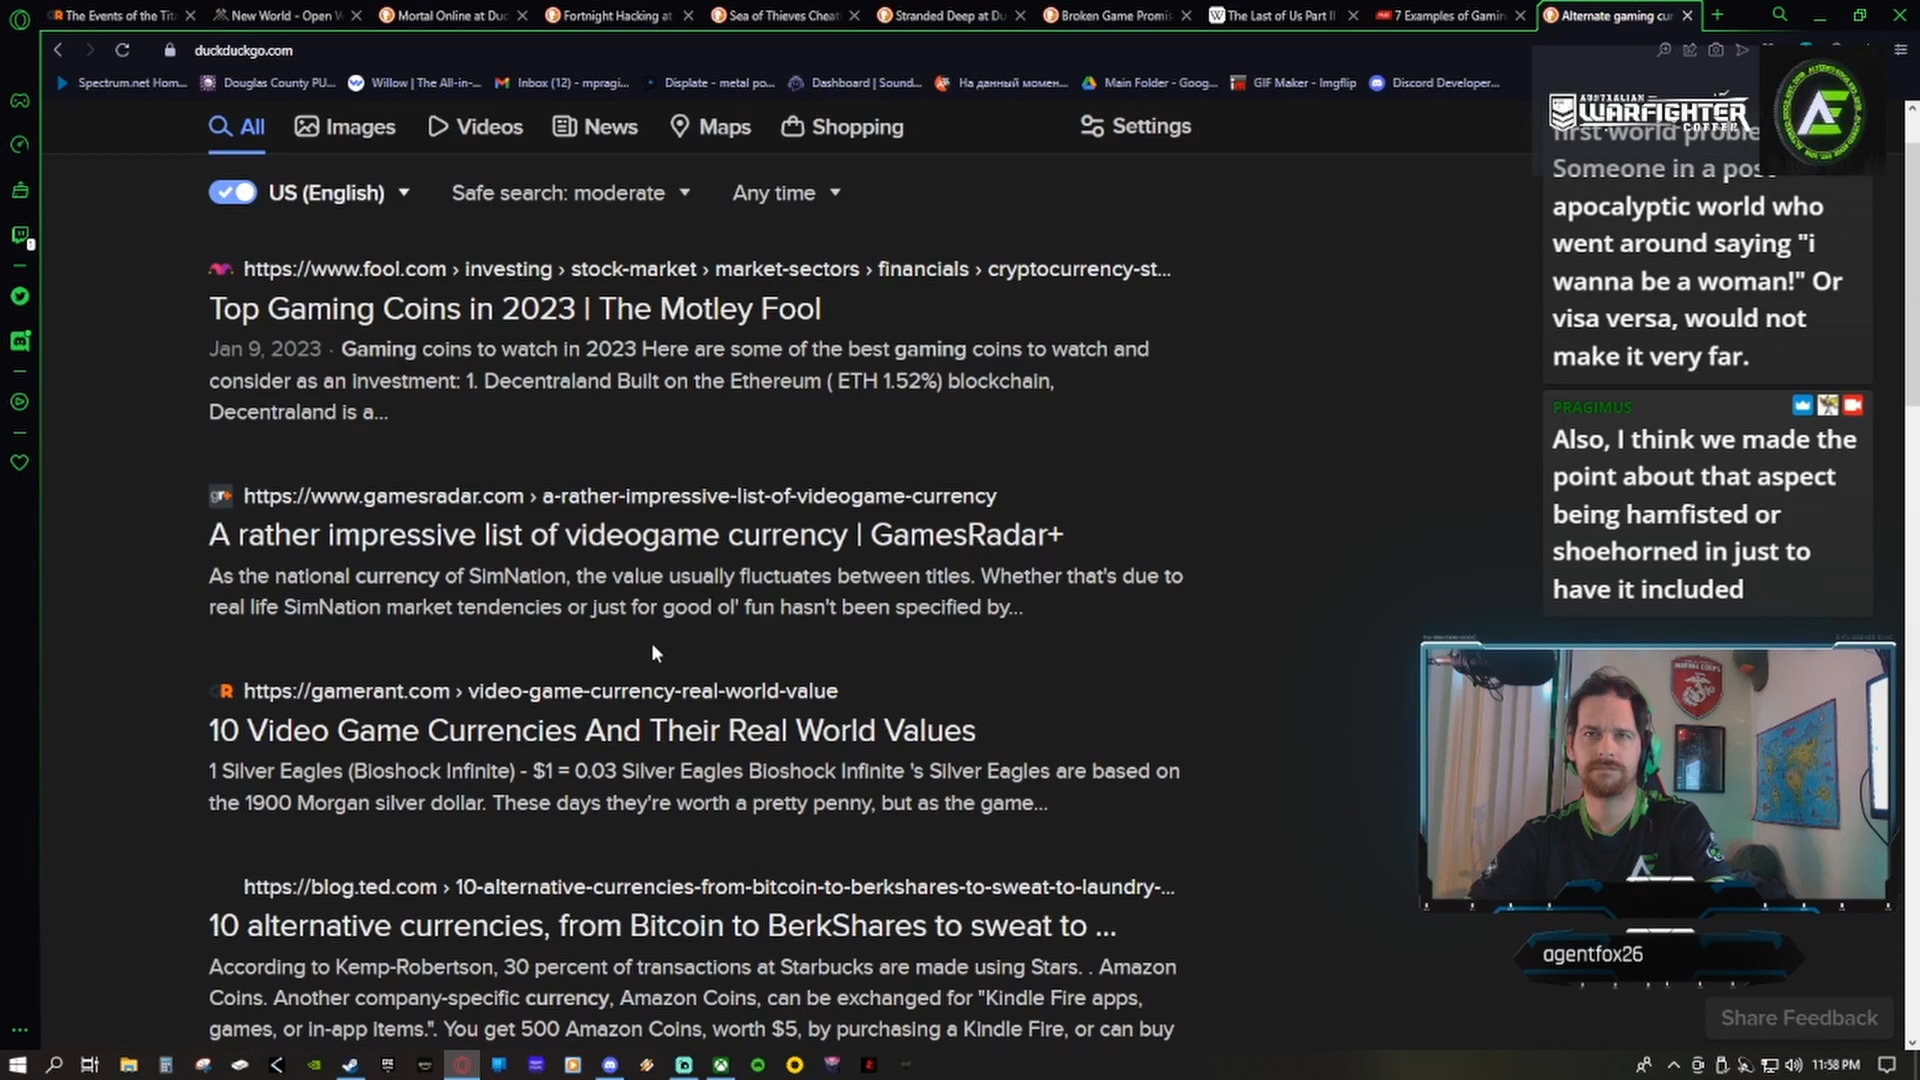 The Events of the Tit
New World - Open W
Mortal Online at Duc
Fortnight Hacking at
Sea of Thieves Cheat
Stranded Deep at Du
Broken Game Promis
The Last of Us Part II
7 Examples of Gamin
Alternate gaming cur
duckduckgo.com
Spectrum.net Hom...
Douglas County PU...
Willow | The All-in-...
Inbox (12) - mpragi...
Displate - metal po...
Dashboard | Sound...
На данный момен...
Main Folder - Goog...
GIF Maker - Imgflip
Discord Developer...
All
Images
Videos
News
Maps
Shopping
Settings
US (English)
Safe search: moderate
Any time
https://www.fool.com › investing › stock-market › market-sectors › financials › cryptocurrency-st...
Top Gaming Coins in 2023 | The Motley Fool
Jan 9, 2023 · Gaming coins to watch in 2023 Here are some of the best gaming coins to watch and
consider as an investment: 1. Decentraland Built on the Ethereum ( ETH 1.52%) blockchain,
Decentraland is a...
https://www.gamesradar.com › a-rather-impressive-list-of-videogame-currency
A rather impressive list of videogame currency | GamesRadar+
As the national currency of SimNation, the value usually fluctuates between titles. Whether that's due to
real life SimNation market tendencies or just for good ol' fun hasn't been specified by...
https://gamerant.com › video-game-currency-real-world-value
10 Video Game Currencies And Their Real World Values
1 Silver Eagles (Bioshock Infinite) - $1 = 0.03 Silver Eagles Bioshock Infinite 's Silver Eagles are based on
the 1900 Morgan silver dollar. These days they're worth a pretty penny, but as the game...
https://blog.ted.com › 10-alternative-currencies-from-bitcoin-to-berkshares-to-sweat-to-laundry-...
10 alternative currencies, from Bitcoin to BerkShares to sweat to ...
According to Kemp-Robertson, 30 percent of transactions at Starbucks are made using Stars. . Amazon
Coins. Another company-specific currency, Amazon Coins, can be exchanged for "Kindle Fire apps,
games, or in-app items.". You get 500 Amazon Coins, worth $5, by purchasing a Kindle Fire, or can buy
AUSTRALIAN
WARFIGHTER
COFFEE
first world proble
Someone in a pos
apocalyptic world who
went around saying "i
wanna be a woman!" Or
visa versa, would not
make it very far.
PRAGIMUS
Also, I think we made the
point about that aspect
being hamfisted or
shoehorned in just to
have it included
agentfox26
Share Feedback
11:58 PM